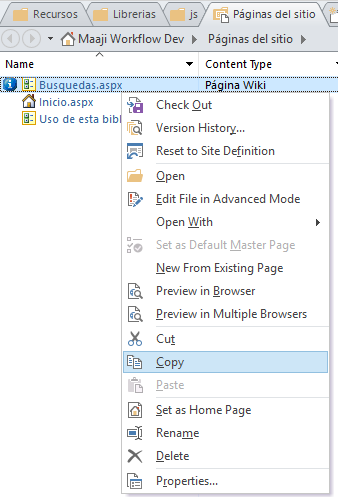 Recursos Librerias js Páginas del sitio
Maaji Workflow Dev Páginas del sitio
Name Content Type
Busquedas.aspx Página Wiki
Inicio.aspx
Uso de esta bibl
Check Out
Version History...
Reset to Site Definition
Open
Edit File in Advanced Mode
Open With
Set as Default Master Page
New From Existing Page
Preview in Browser
Preview in Multiple Browsers
Cut
Copy
Paste
Set as Home Page
Rename
Delete
Properties...